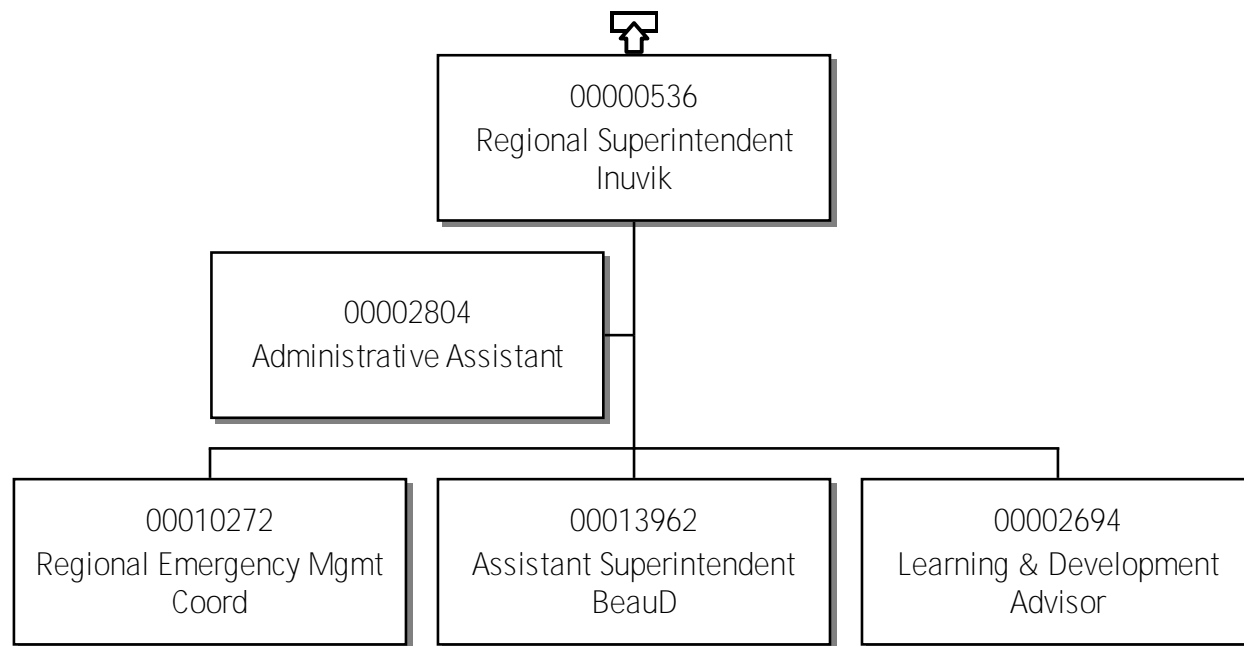 00000536
Regional Superintendent
Inuvik
00002804
Administrative Assistant
00010272
Regional Emergency Mgmt
Coord
00013962
Assistant Superintendent
BeauD
00002694
Learning & Development
Advisor